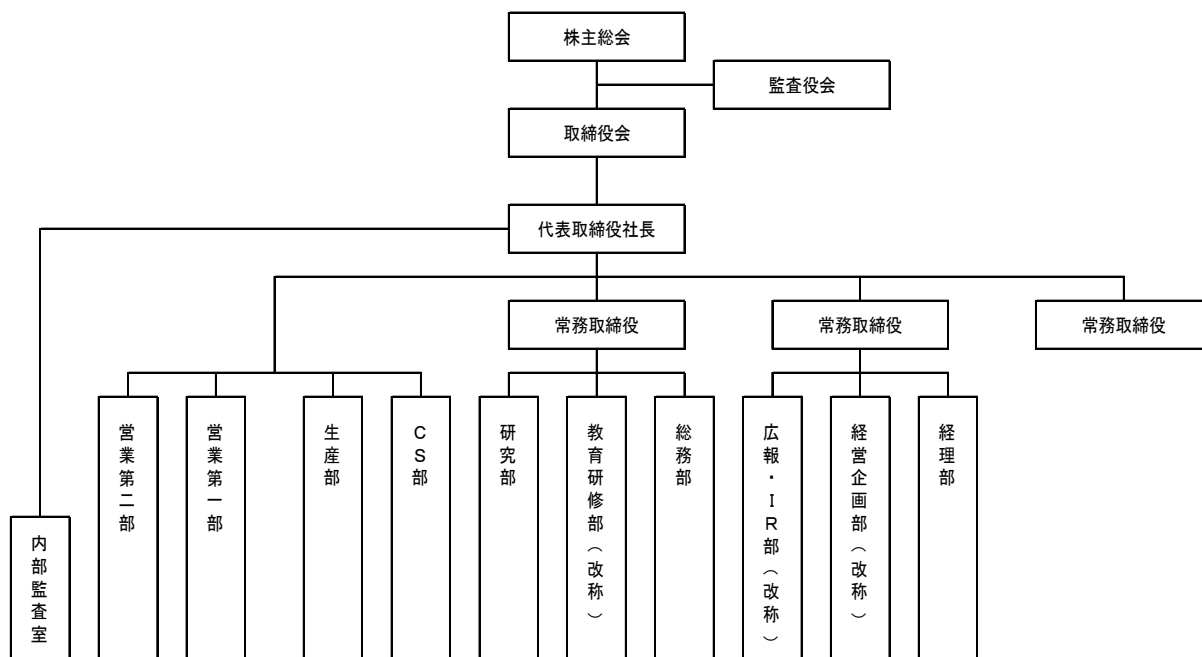 株主総会
監査役会
取締役会
代表取締役社長
常務取締役
常務取締役
常務取締役
営業第二部
営業第一部
生産部
CS部
研究部
教育研修部(改称)
総務部
広報・IR部(改称)
経営企画部(改称)
経理部
内部監査室